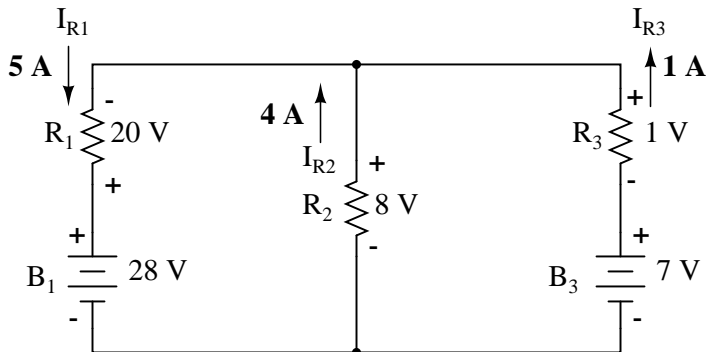 I_R1
I_R3
5 A
1 A
4 A
-
+
R1
20 V
I_R2
R3
1 V
+
+
-
R2
8 V
+
+
-
B1
28 V
B3
7 V
-
-